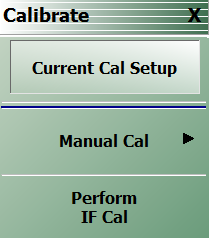 Calibrate X
Current Cal Setup
Manual Cal
Perform
IF Cal